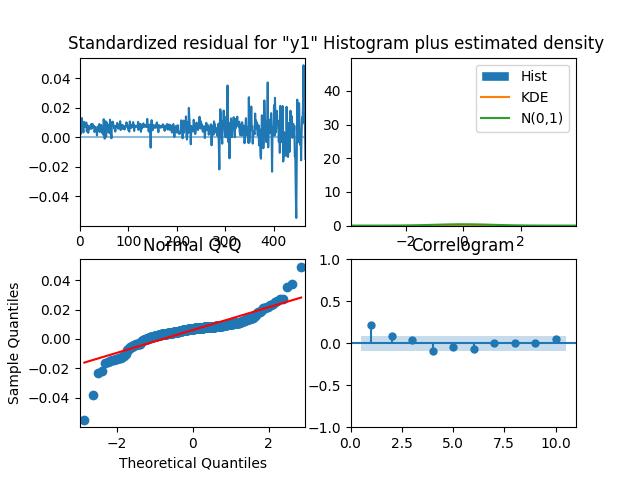 Standardized residual for "y1"
0.04
0.02
0.00
−0.02
−0.04
0 100 200 300 400
Histogram plus estimated density
Hist
KDE
N(0,1)
40
30
20
10
0
−2 0 2
Normal Q-Q
Sample Quantiles
0.04
0.02
0.00
−0.02
−0.04
−2 0 2
Theoretical Quantiles
Correlogram
1.0
0.5
0.0
−0.5
−1.0
0.0 2.5 5.0 7.5 10.0